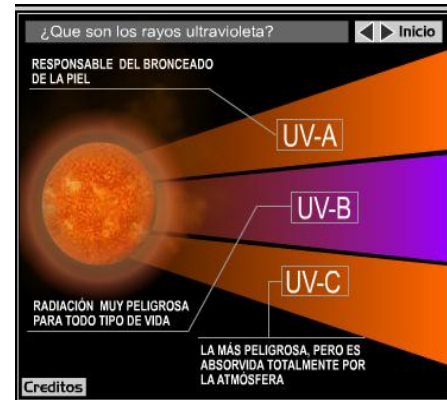 ¿Que son los rayos ultravioleta?
Inicio
RESPONSABLE DEL BRONCEADO
DE LA PIEL
UV-A
UV-B
UV-C
RADIACIÓN MUY PELIGROSA
PARA TODO TIPO DE VIDA
LA MÁS PELIGROSA, PERO ES
ABSORVIDA TOTALMENTE POR
LA ATMÓSFERA
Creditos